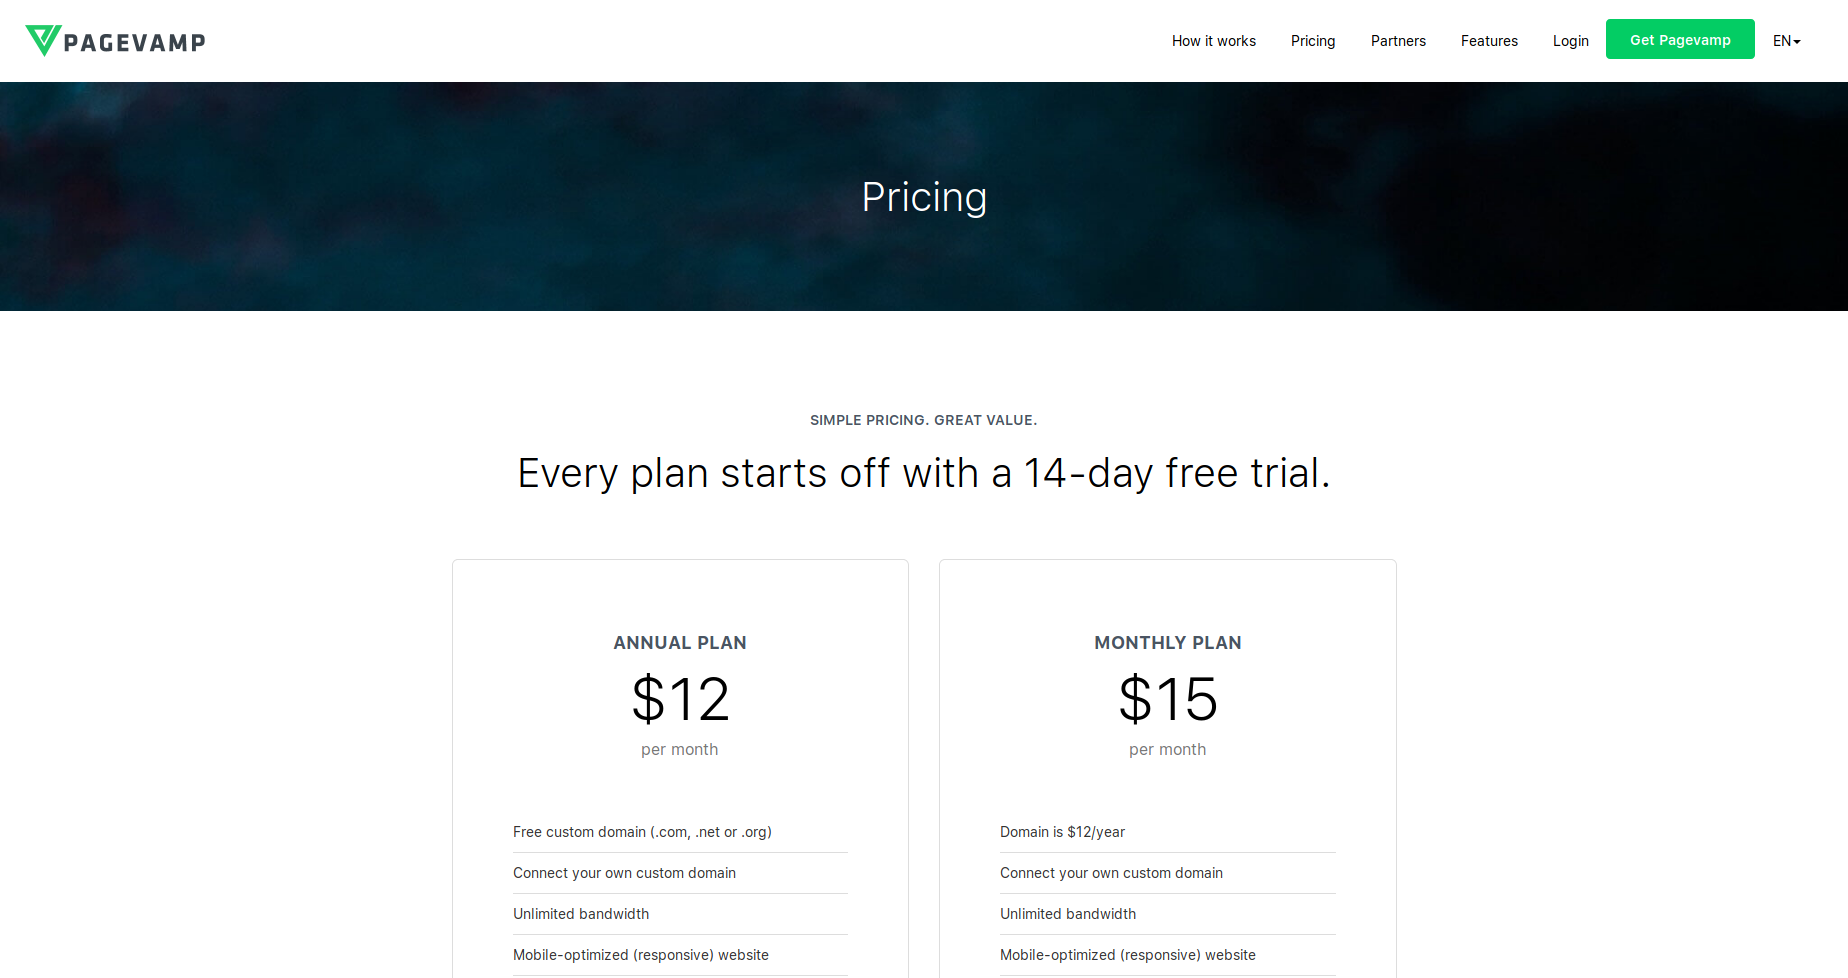 PAGEVAMP
How it works
Pricing
Partners
Features
Login
Get Pagevamp
EN
Pricing
SIMPLE PRICING. GREAT VALUE.
Every plan starts off with a 14-day free trial.
ANNUAL PLAN
$12
per month
Free custom domain (.com, .net or .org)
Connect your own custom domain
Unlimited bandwidth
Mobile-optimized (responsive) website
MONTHLY PLAN
$15
per month
Domain is $12/year
Connect your own custom domain
Unlimited bandwidth
Mobile-optimized (responsive) website